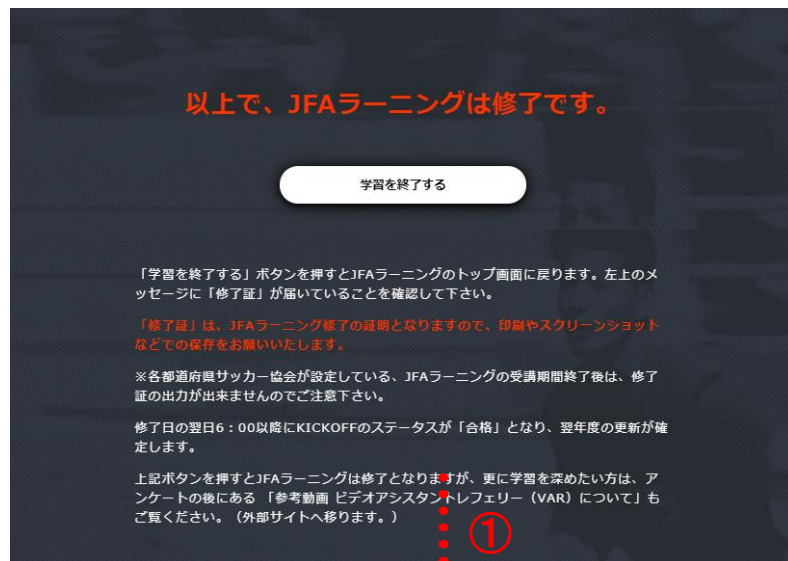 以上で、JFAラーニングは修了です。
学習を終了する
「学習を終了する」ボタンを押すとJFAラーニングのトップ画面に戻ります。左上のメ
ッセージに「修了証」が届いていることを確認して下さい。
「修了証」は、JFAラーニング修了の証明となりますので、印刷やスクリーンショット
などでの保存をお願いいたします。
※各都道府県サッカー協会が設定している、JFAラーニングの受講期間終了後は、修了
証の出力が出来ませんのでご注意下さい。
修了日の翌日6：00以降にKICKOFFのステータスが「合格」となり、翌年度の更新が確
定します。
上記ボタンを押すとJFAラーニングは修了となりますが、更に学習を深めたい方は、ア
ンケートの後にある 「参考動画 ビデオアシスタントレフェリー（VAR）について」も
ご覧ください。（外部サイトへ移ります。）
①